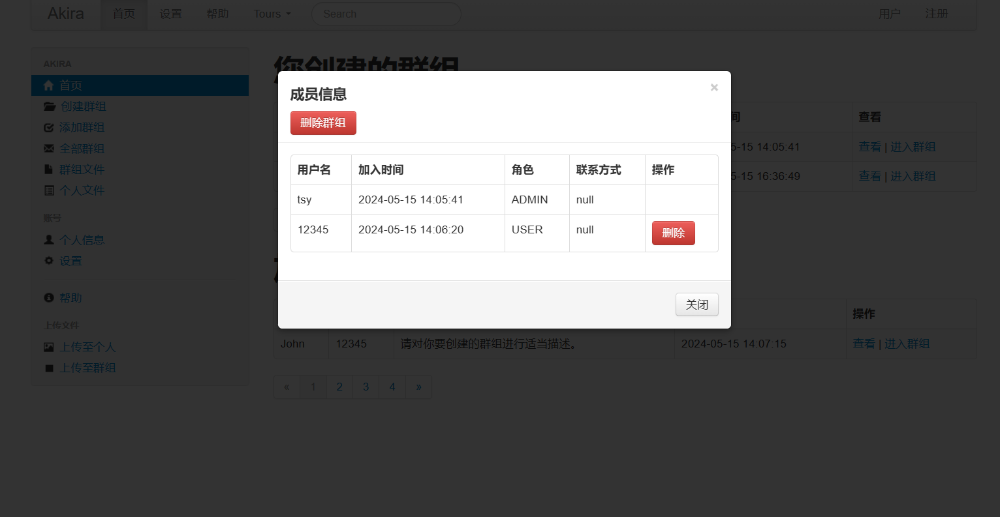 Akira 首页 设置 帮助 Tours Search 用户 注册
AKIRA
首页
创建群组
添加群组
全部群组
群组文件
个人文件
账号
个人信息
设置
帮助
上传文件
上传至个人
上传至群组
您创建的群组
间 查看
5-15 14:05:41 查看 | 进入群组
5-15 16:36:49 查看 | 进入群组
成员信息 ×
删除群组
用户名 加入时间 角色 联系方式 操作
tsy 2024-05-15 14:05:41 ADMIN null
12345 2024-05-15 14:06:20 USER null 删除
关闭
操作
John 12345 请对你要创建的群组进行适当描述。 2024-05-15 14:07:15 查看 | 进入群组
« 1 2 3 4 »